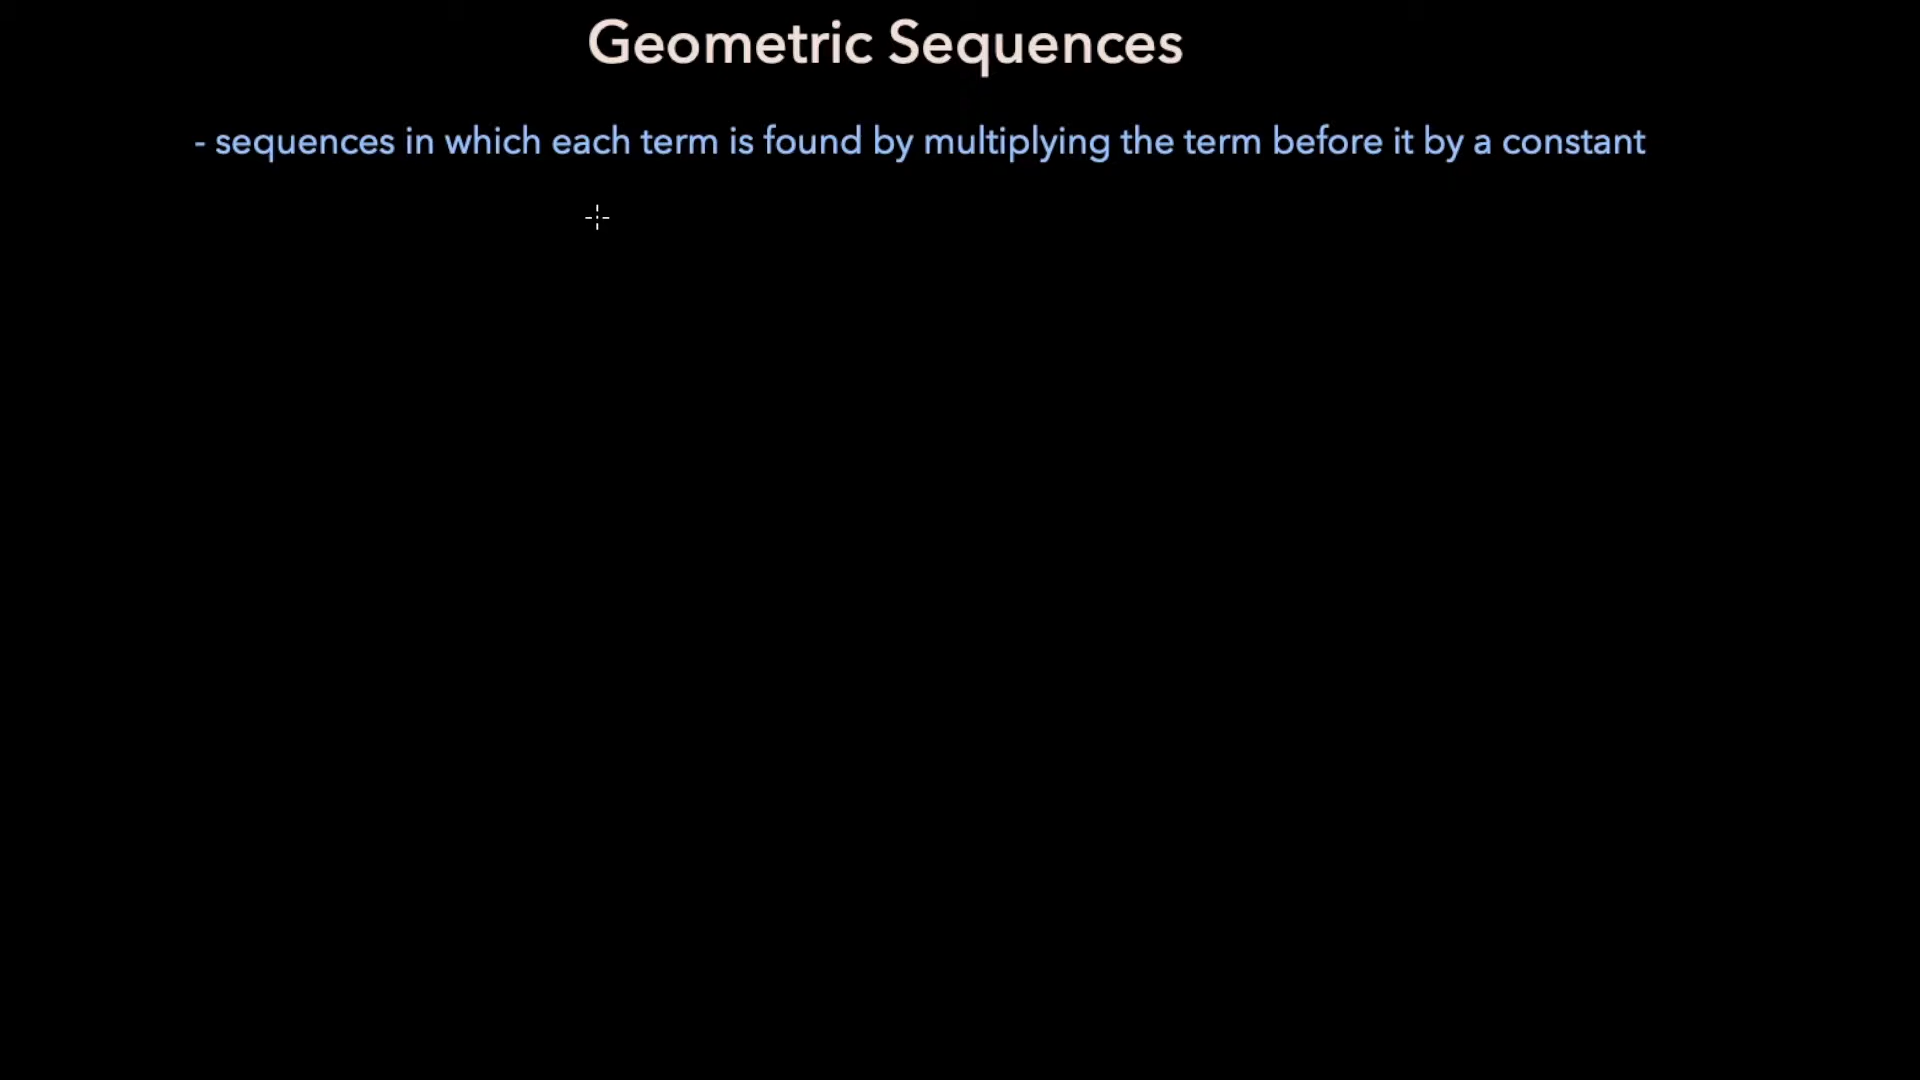 Geometric Sequences
- sequences in which each term is found by multiplying the term before it by a constant